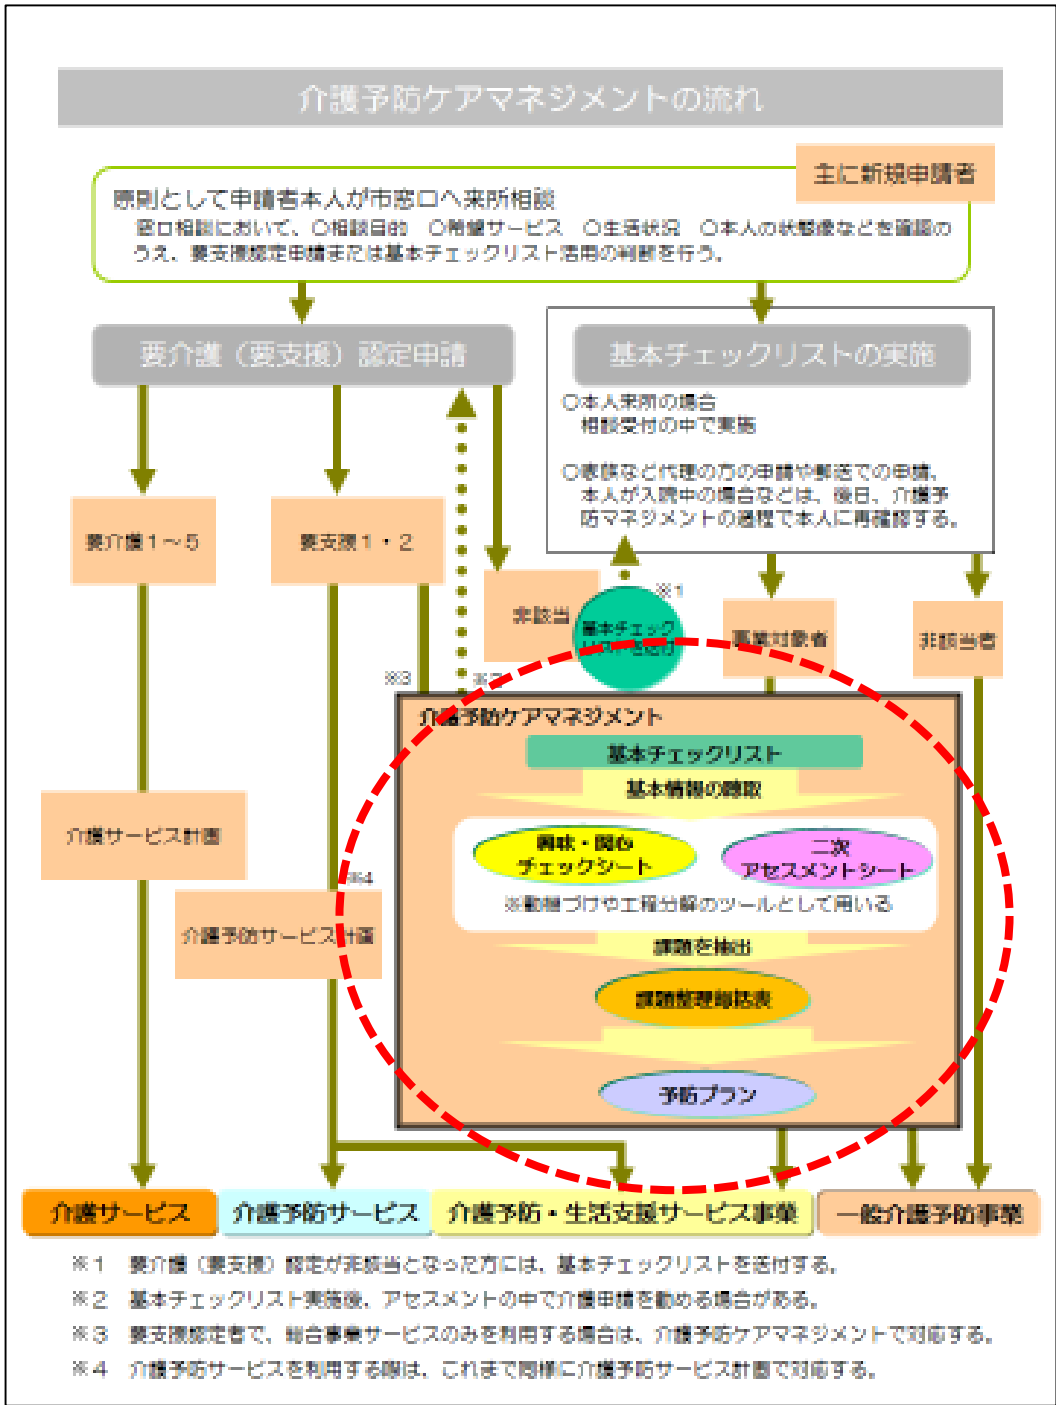 介護予防ケアマネジメントの流れ
主に新規申請者
原則として申請者本人が市窓口へ来所相談
窓口相談において、○相談目的　○希望サービス　○生活状況　○本人の状態像などを確認の
うえ、要支援認定申請または基本チェックリスト活用の判断を行う。
要介護（要支援）認定申請
基本チェックリストの実施
○本人来所の場合
相談受付の中で実施
○家族など代理の方の申請や郵送での申請、
本人が入院中の場合などは、後日、介護予
防マネジメントの過程で本人に再確認する。
要介護１～５
要支援１・２
非該当
※1
基本チェック
リストを送付
事業対象者
非該当者
※3
※2
介護予防ケアマネジメント
基本チェックリスト
基本情報の聴取
興味・関心
チェックシート
二次
アセスメントシート
※動機づけや工程分解のツールとして用いる
課題を抽出
課題整理総括表
予防プラン
介護サービス計画
※4
介護予防サービス計画
介護サービス
介護予防サービス
介護予防・生活支援サービス事業
一般介護予防事業
※１　要介護（要支援）認定が非該当となった方には、基本チェックリストを送付する。
※２　基本チェックリスト実施後、アセスメントの中で介護申請を勧める場合がある。
※３　要支援認定者で、総合事業サービスのみを利用する場合は、介護予防ケアマネジメントで対応する。
※４　介護予防サービスを利用する際は、これまで同様に介護予防サービス計画で対応する。